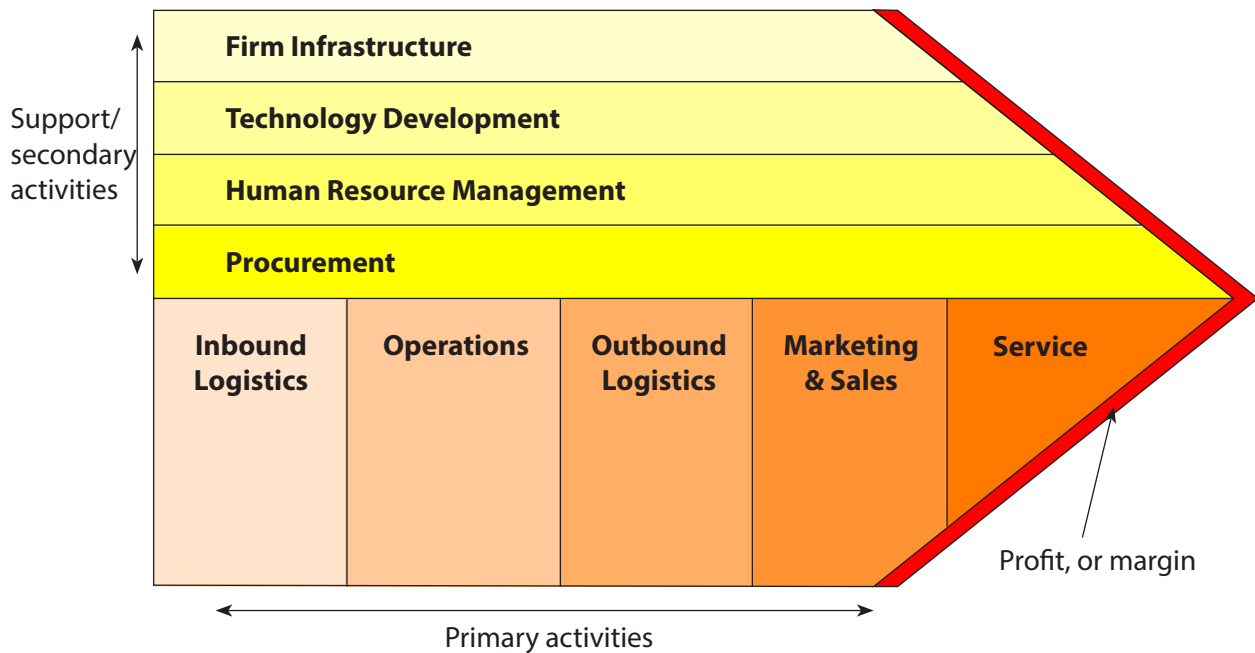 Firm Infrastructure
Support/
secondary
activities
Technology Development
Human Resource Management
Procurement
Inbound
Logistics
Operations
Outbound
Logistics
Marketing
& Sales
Service
Profit, or margin
Primary activities